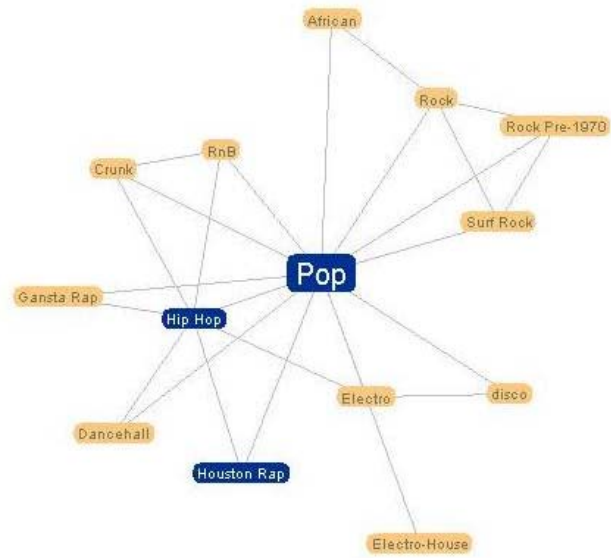 African
Rock
Rock Pre-1970
RnB
Crunk
Surf Rock
Pop
Gansta Rap
Hip Hop
Electro
disco
Dancehall
Houston Rap
Electro-House